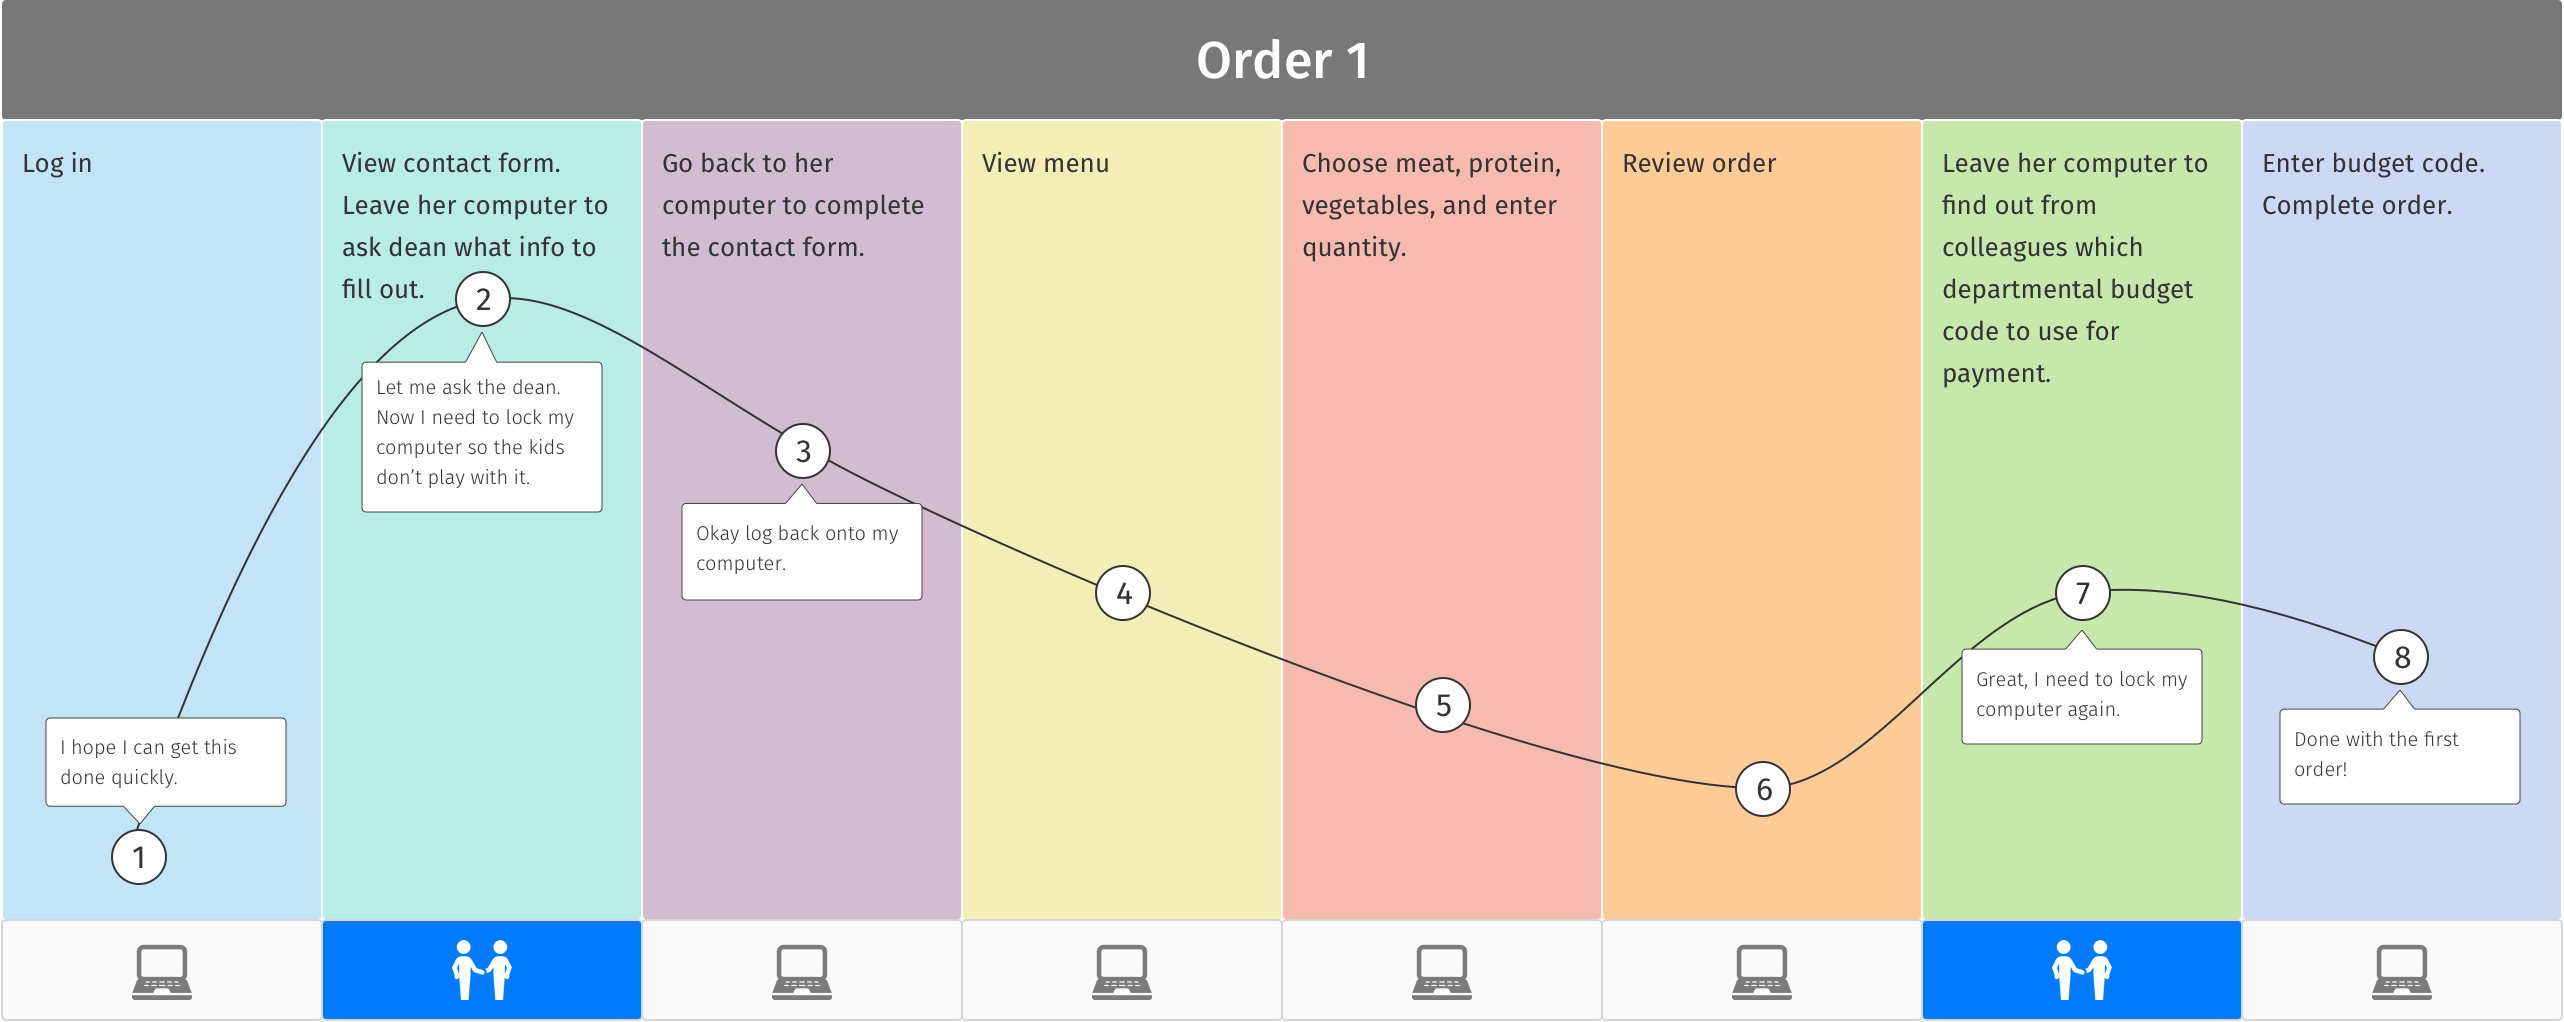 Order 1
Log in
View contact form.
Leave her computer to
ask dean what info to
fill out.
Go back to her
computer to complete
the contact form.
View menu
Choose meat, protein,
vegetables, and enter
quantity.
Review order
Leave her computer to
find out from
colleagues which
departmental budget
code to use for
payment.
Enter budget code.
Complete order.
I hope I can get this
done quickly.
1
2
Let me ask the dean.
Now I need to lock my
computer so the kids
don’t play with it.
3
Okay log back onto my
computer.
4
5
6
7
Great, I need to lock my
computer again.
8
Done with the first
order!